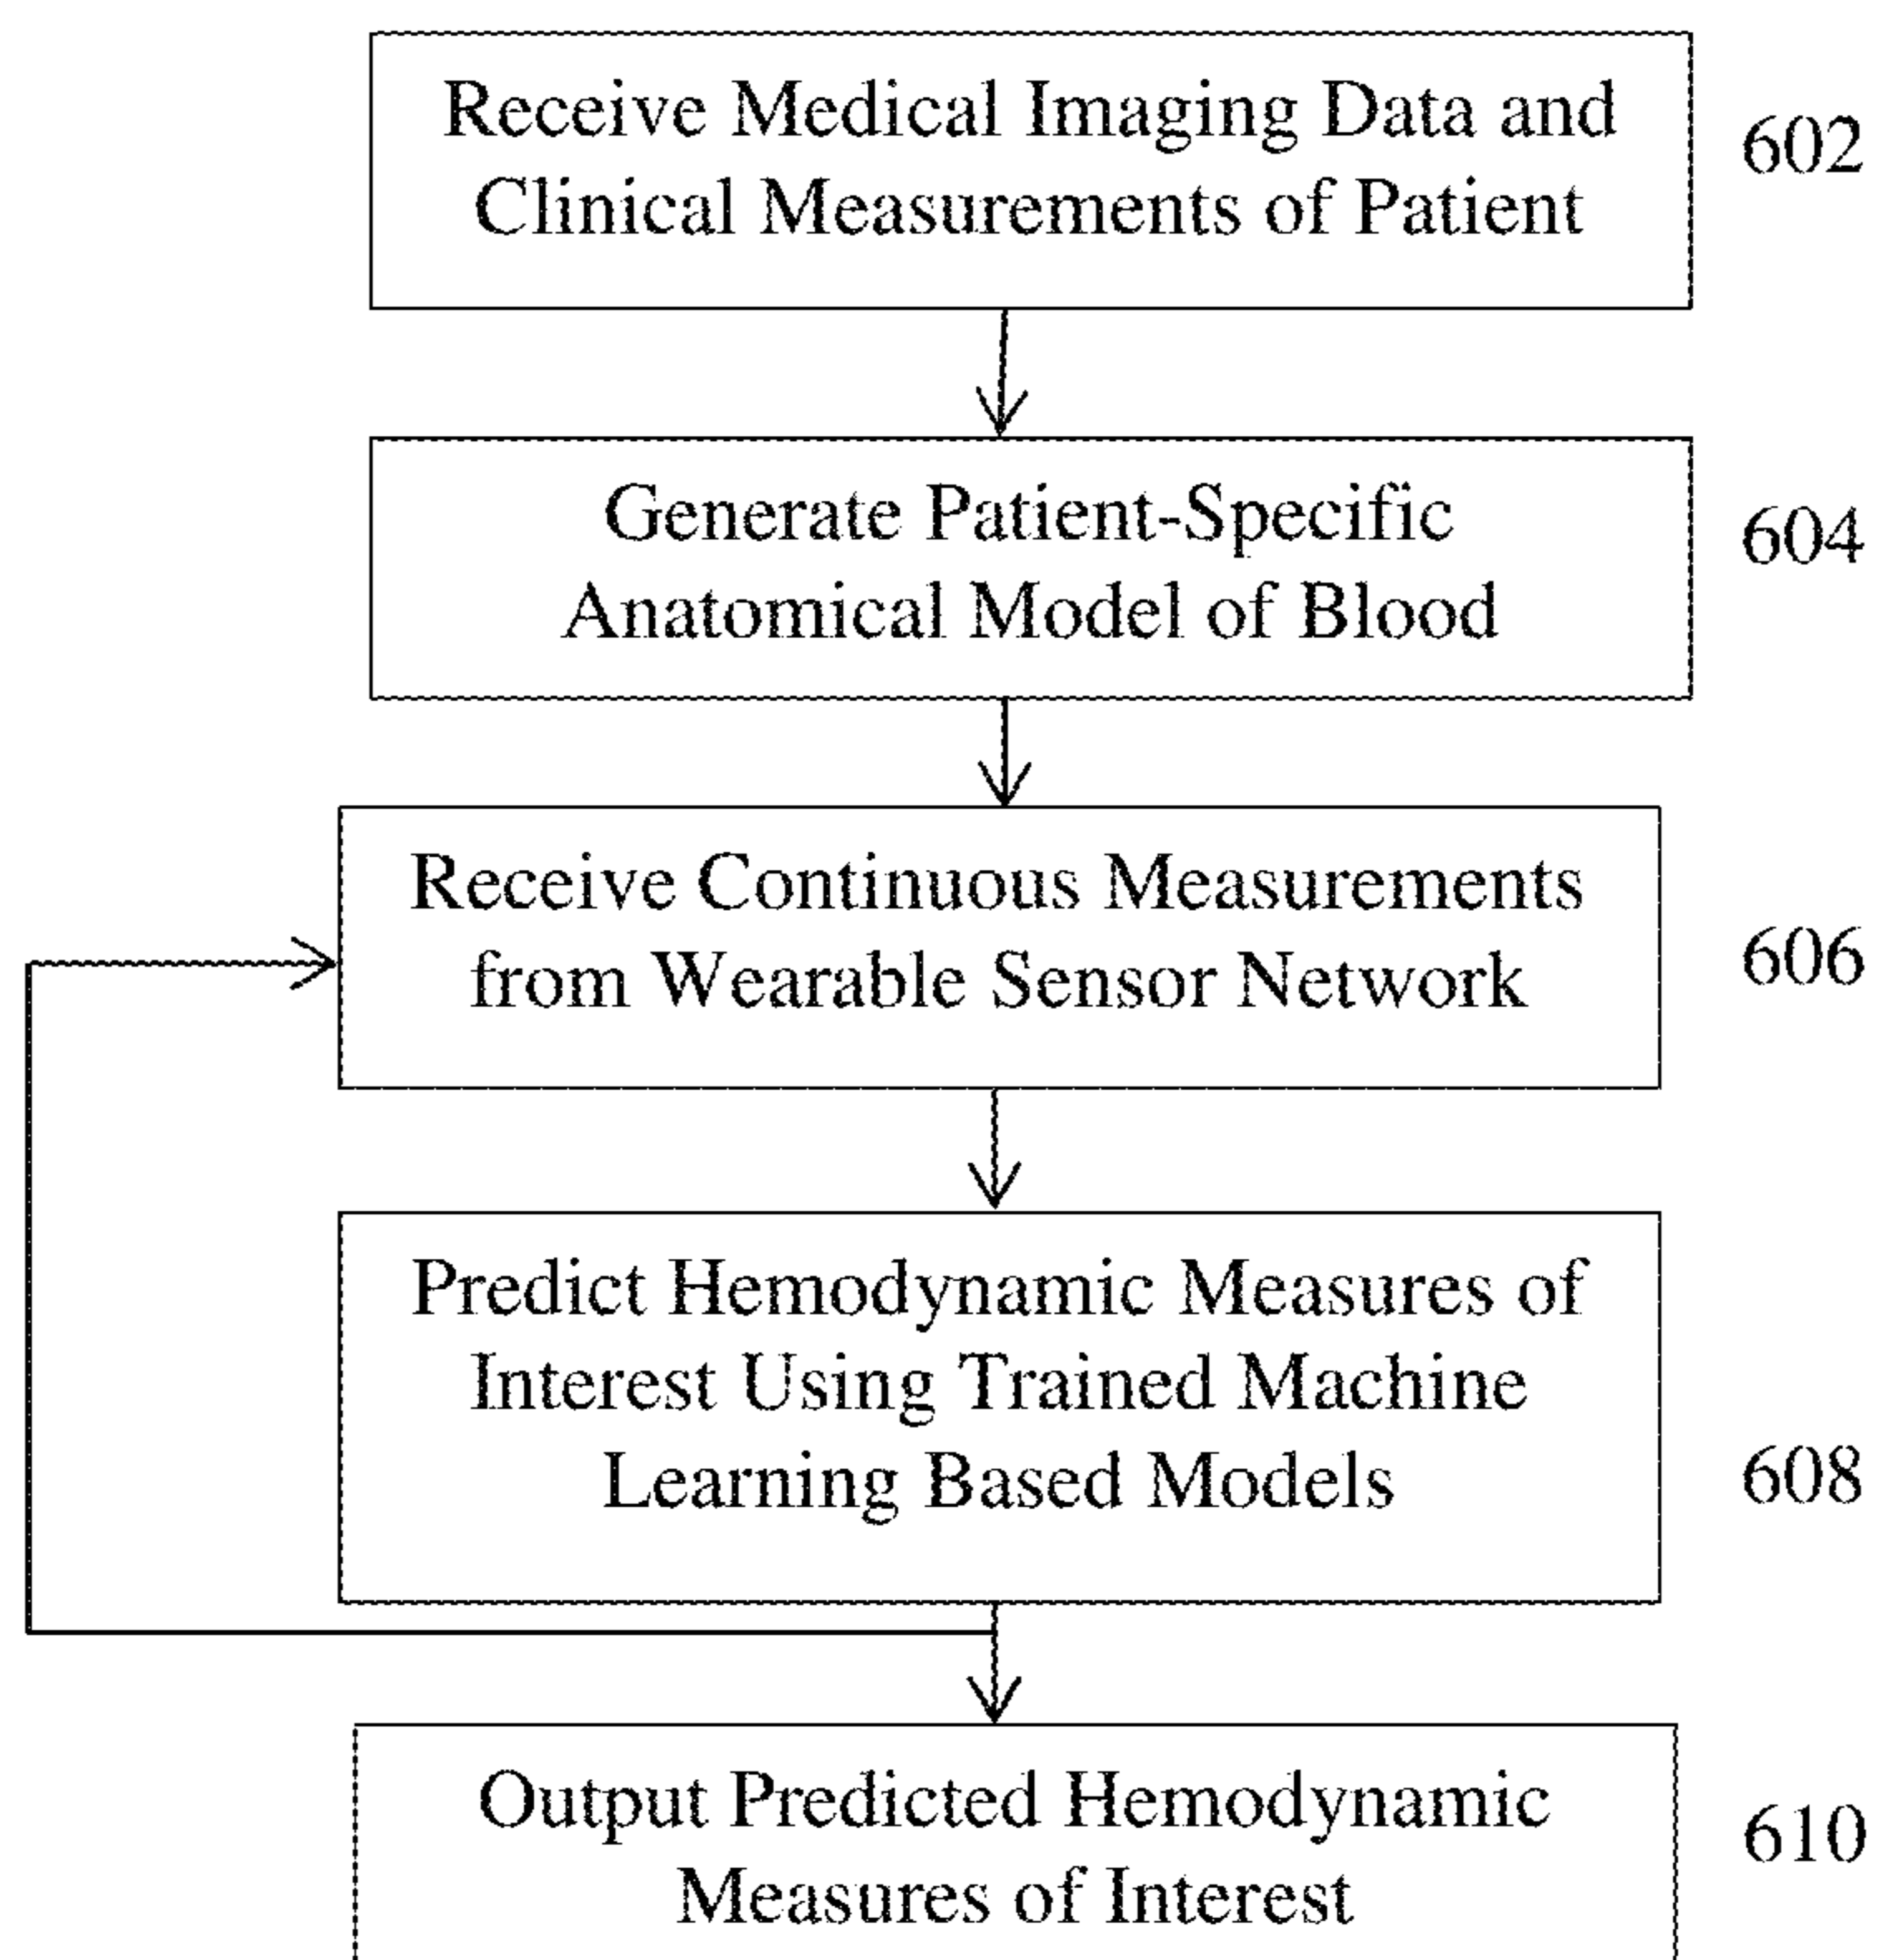 Receive Medical Imaging Data and
Clinical Measurements of Patient
602
Generate Patient-Specific
Anatomical Model of Blood
604
Receive Continuous Measurements
from Wearable Sensor Network
606
Predict Hemodynamic Measures of
Interest Using Trained Machine
Learning Based Models
608
Output Predicted Hemodynamic
Measures of Interest
610